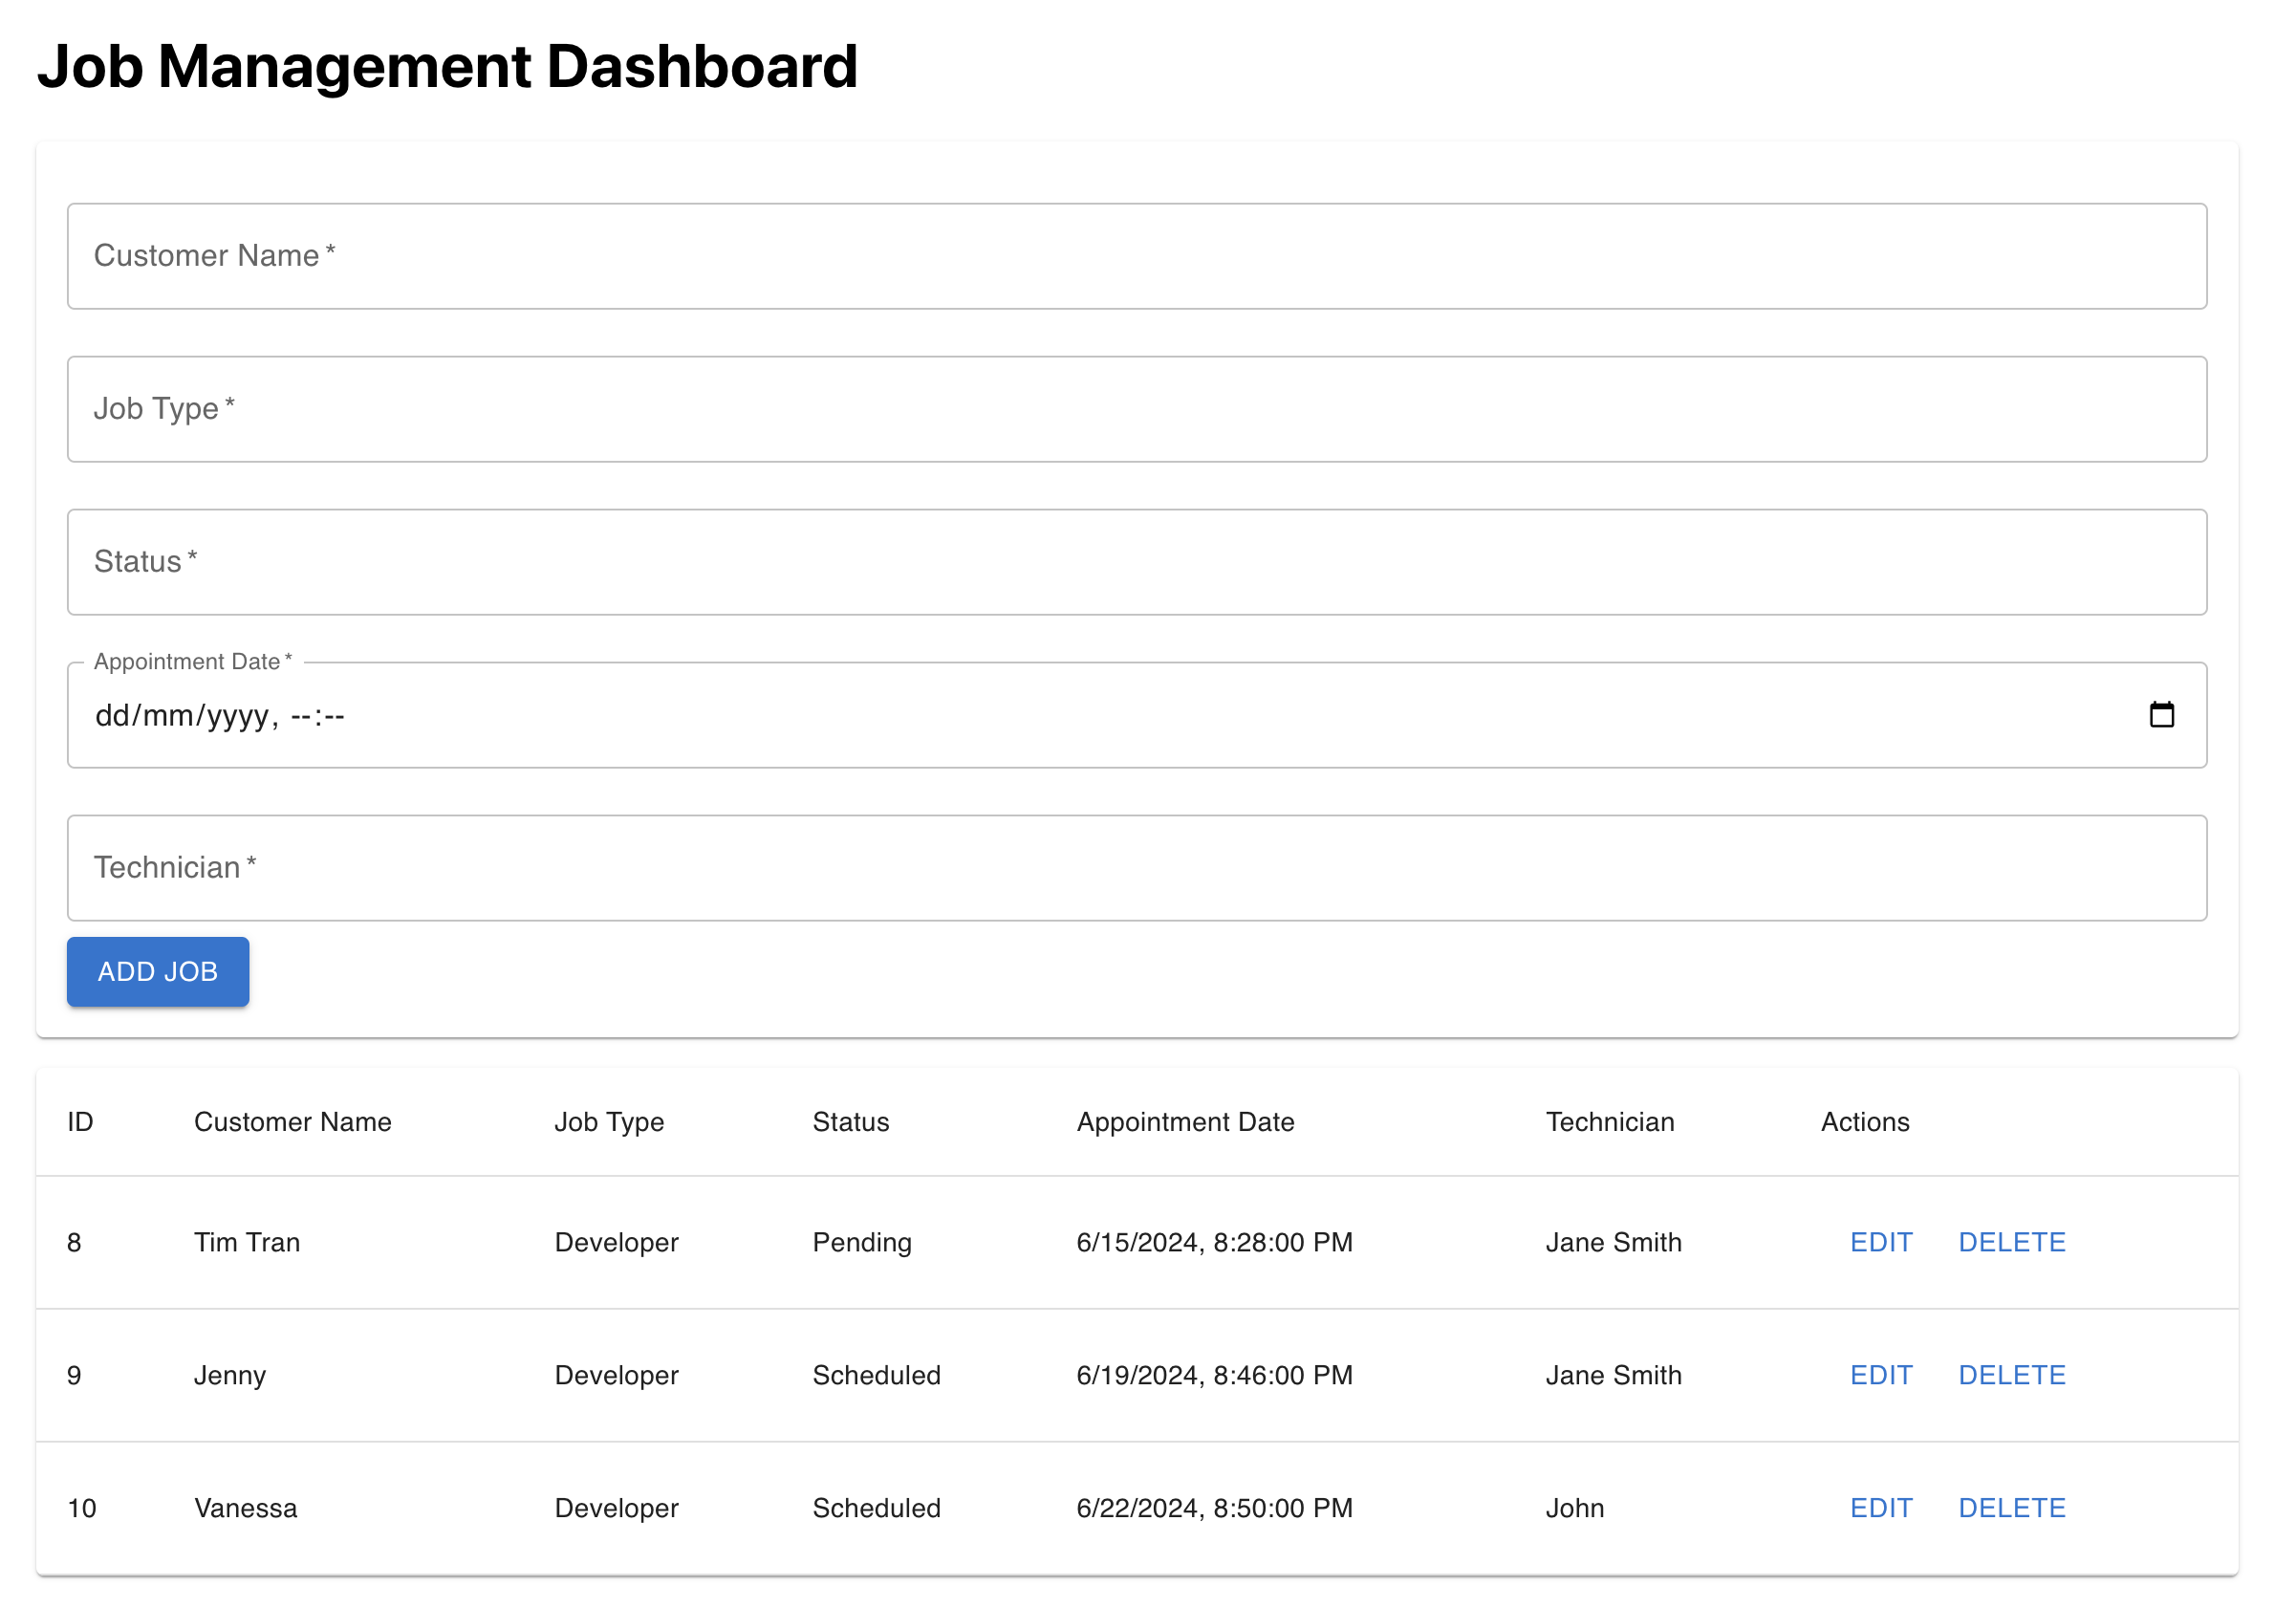 Job Management Dashboard
Customer Name *
Job Type *
Status *
Appointment Date *
dd/mm/yyyy, --:--
Technician *
ADD JOB
ID Customer Name Job Type Status Appointment Date Technician Actions
8 Tim Tran Developer Pending 6/15/2024, 8:28:00 PM Jane Smith EDIT DELETE
9 Jenny Developer Scheduled 6/19/2024, 8:46:00 PM Jane Smith EDIT DELETE
10 Vanessa Developer Scheduled 6/22/2024, 8:50:00 PM John EDIT DELETE